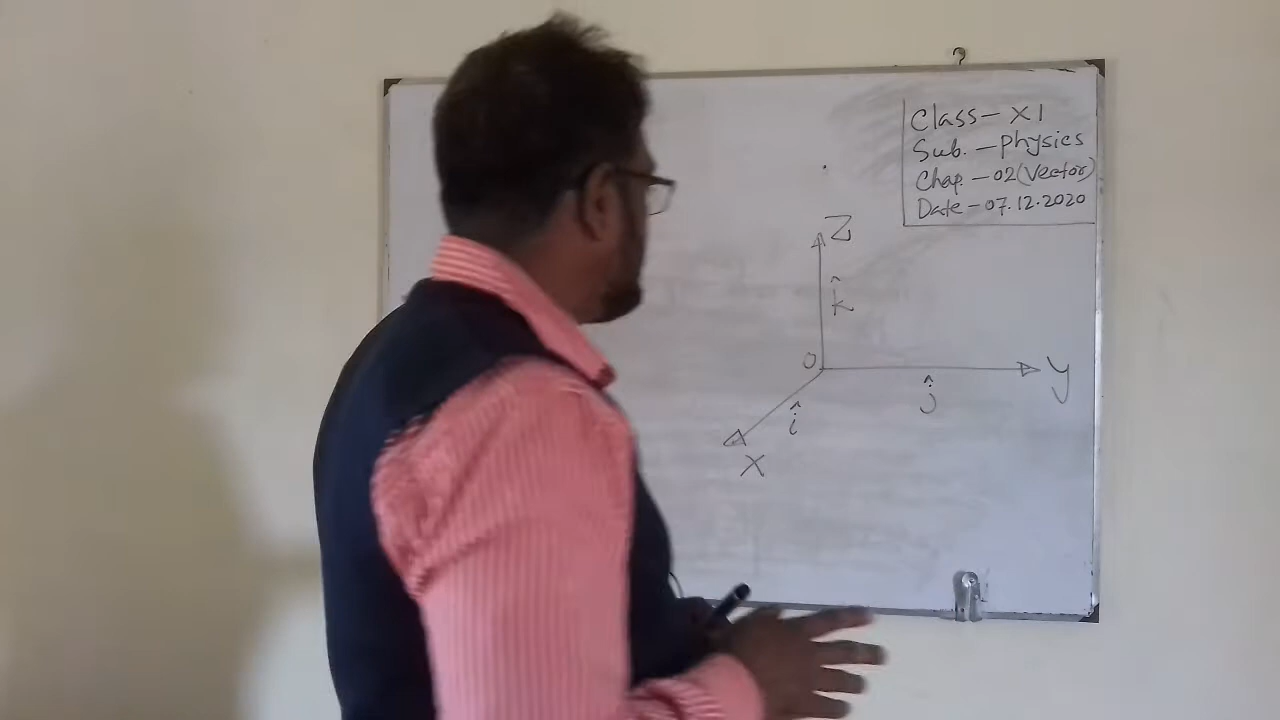 Class - XI
Sub. - Physics
Chap. - 02 (Vector)
Date - 07.12.2020
Z
k̂
O
Y
ĵ
î
X